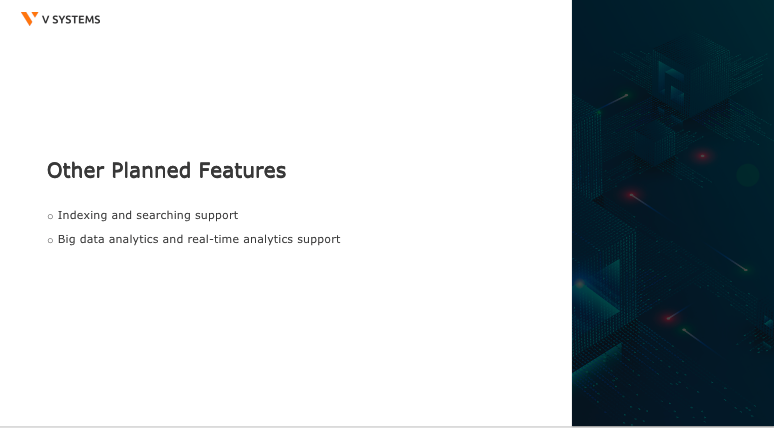 V SYSTEMS
Other Planned Features
○ Indexing and searching support
○ Big data analytics and real-time analytics support